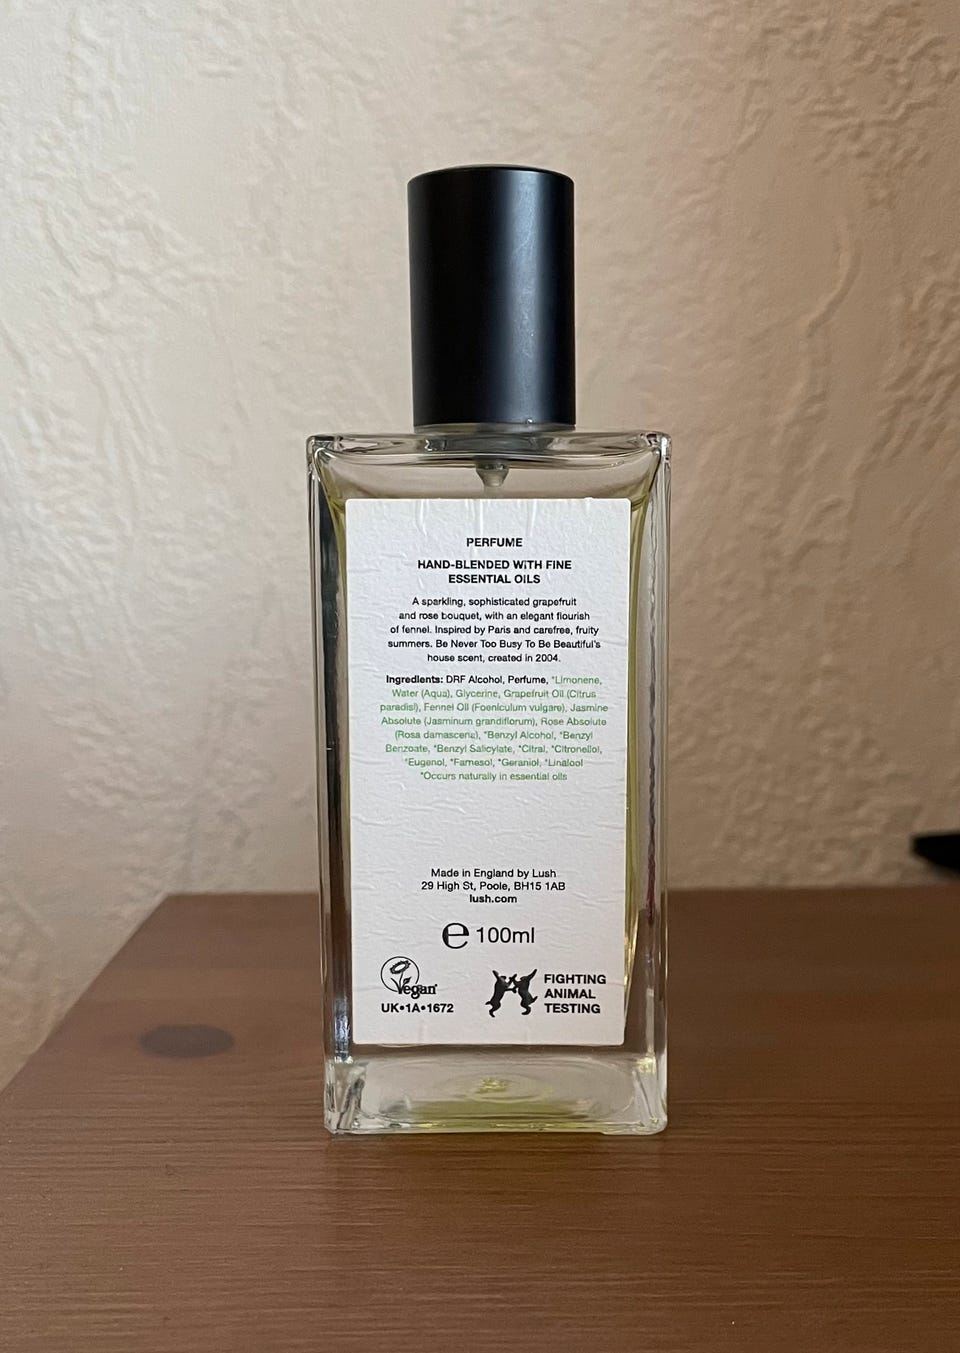 PERFUME
HAND-BLENDED WITH FINE
ESSENTIAL OILS
A sparkling, sophisticated grapefruit
and rose bouquet, with an elegant flourish
of fennel. Inspired by Paris and carefree, fruity
summers. Be Never Too Busy To Be Beautiful's
house scent, created in 2004.
Ingredients: DRF Alcohol, Perfume, *Limonene,
Water (Aqua), Glycerine, Grapefruit Oil (Citrus
paradisi), Fennel Oil (Foeniculum vulgare), Jasmine
Absolute (Jasminum grandiflorum), Rose Absolute
(Rosa damascena), *Benzyl Alcohol, *Benzyl
Benzoate, *Benzyl Salicylate, *Citral, *Citronellol,
*Eugenol, *Farnesol, *Geraniol, *Linalool
*Occurs naturally in essential oils
Made in England by Lush
29 High St, Poole, BH15 1AB
lush.com
℮ 100ml
Vegan
UK•1A•1672
FIGHTING
ANIMAL
TESTING